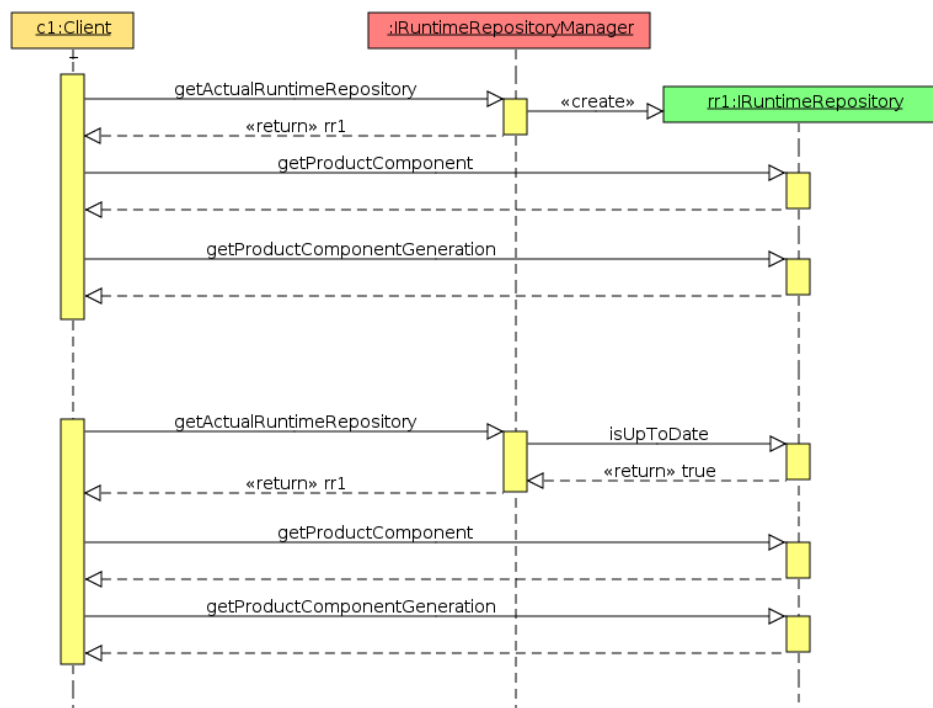 c1:Client
:IRuntimeRepositoryManager
getActualRuntimeRepository
«create»
rr1:IRuntimeRepository
«return» rr1
getProductComponent
getProductComponentGeneration
getActualRuntimeRepository
isUpToDate
«return» true
«return» rr1
getProductComponent
getProductComponentGeneration